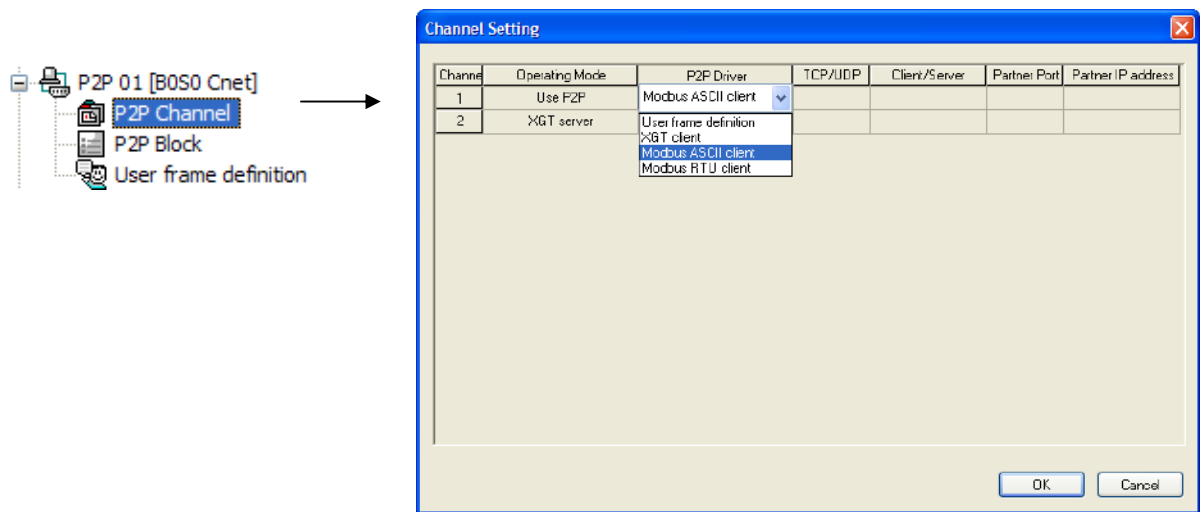 P2P 01 [B0S0 Cnet]
P2P Channel
P2P Block
User frame definition
Channel Setting
Channe Operating Mode P2P Driver TCP/UDP Client/Server Partner Port Partner IP address
1 Use P2P Modbus ASCII client
2 XGT server
User frame definition
XGT client
Modbus ASCII client
Modbus RTU client
OK Cancel